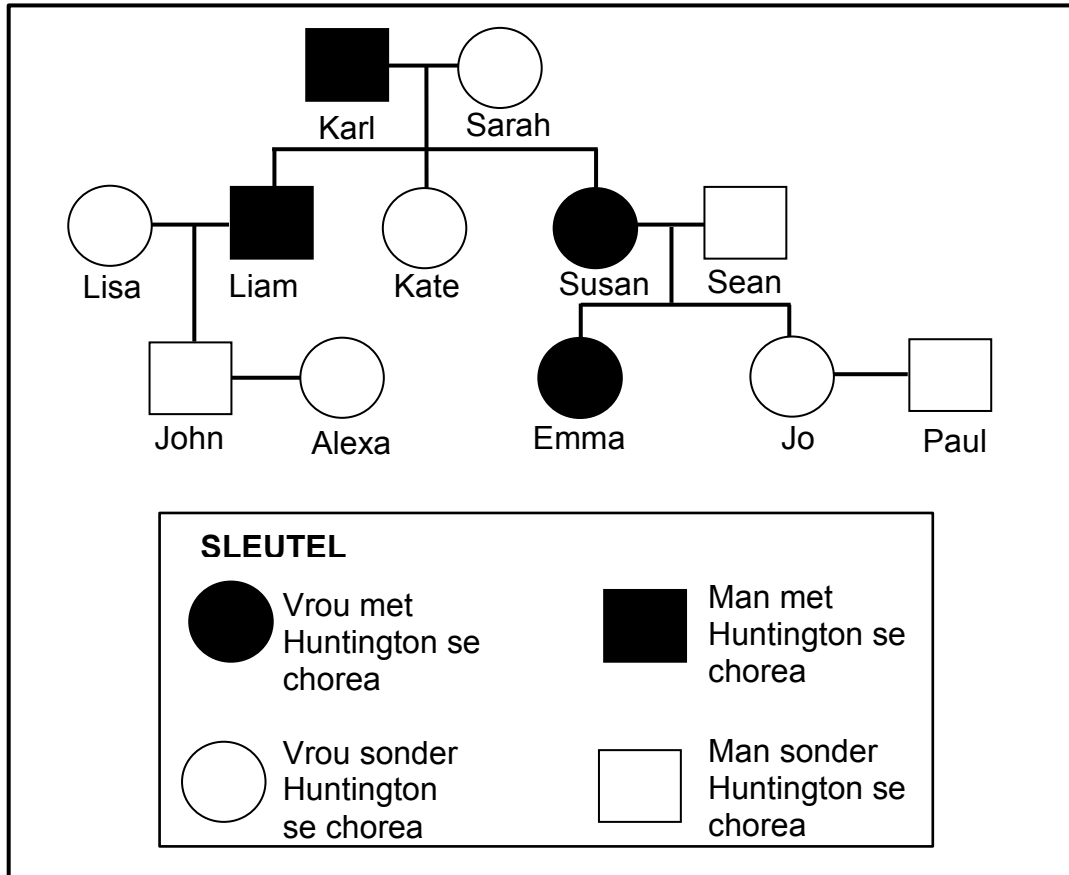 Karl Sarah
Lisa Liam Kate Susan Sean
John Alexa Emma Jo Paul
SLEUTEL
Vrou met
Huntington se
chorea
Man met
Huntington se
chorea
Vrou sonder
Huntington
se chorea
Man sonder
Huntington se
chorea